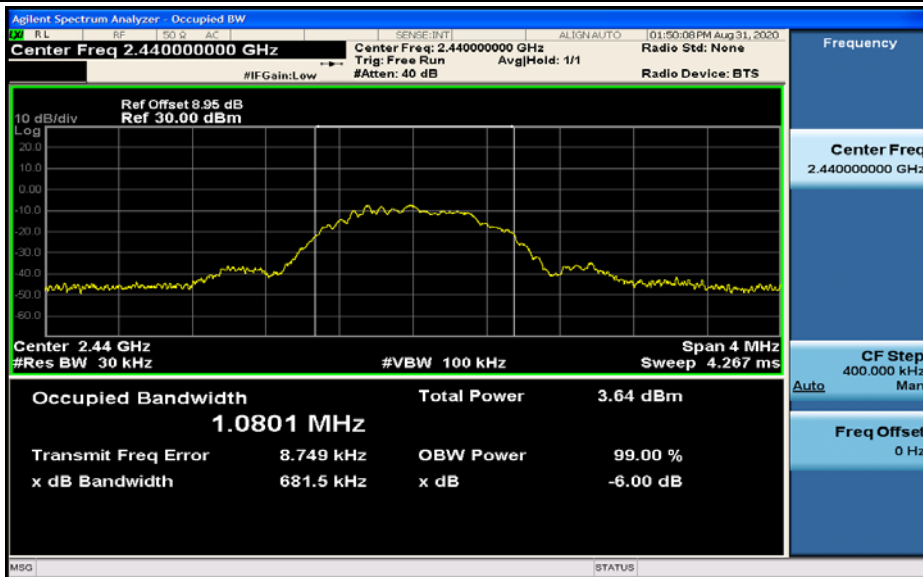 Agilent Spectrum Analyzer - Occupied BW
LXI RL RF 50 Ω AC SENSE:INT ALIGN AUTO 01:50:08 PM Aug 31, 2020
Center Freq 2.440000000 GHz
Center Freq: 2.440000000 GHz
Radio Std: None
Trig: Free Run Avg|Hold: 1/1
#IFGain:Low
#Atten: 40 dB
Radio Device: BTS
Ref Offset 8.95 dB
10 dB/div Ref 30.00 dBm
Log
20.0
10.0
0.00
-10.0
-20.0
-30.0
-40.0
-50.0
-60.0
Center 2.44 GHz Span 4 MHz
#Res BW 30 kHz #VBW 100 kHz Sweep 4.267 ms
Occupied Bandwidth Total Power 3.64 dBm
1.0801 MHz
Transmit Freq Error 8.749 kHz OBW Power 99.00 %
x dB Bandwidth 681.5 kHz x dB -6.00 dB
MSG STATUS
Frequency
Center Freq
2.440000000 GHz
CF Step
400.000 kHz
Auto Man
Freq Offset
0 Hz